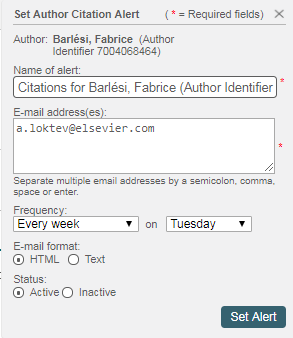 Set Author Citation Alert ( * = Required fields) ×
Author: Barlési, Fabrice (Author
Identifier 7004068464)
Name of alert:
Citations for Barlési, Fabrice (Author Identifier *
E-mail address(es):
a.loktev@elsevier.com
*
Separate multiple email addresses by a semicolon, comma,
space or enter.
Frequency:
Every week on Tuesday
E-mail format:
HTML Text
Status:
Active Inactive
Set Alert